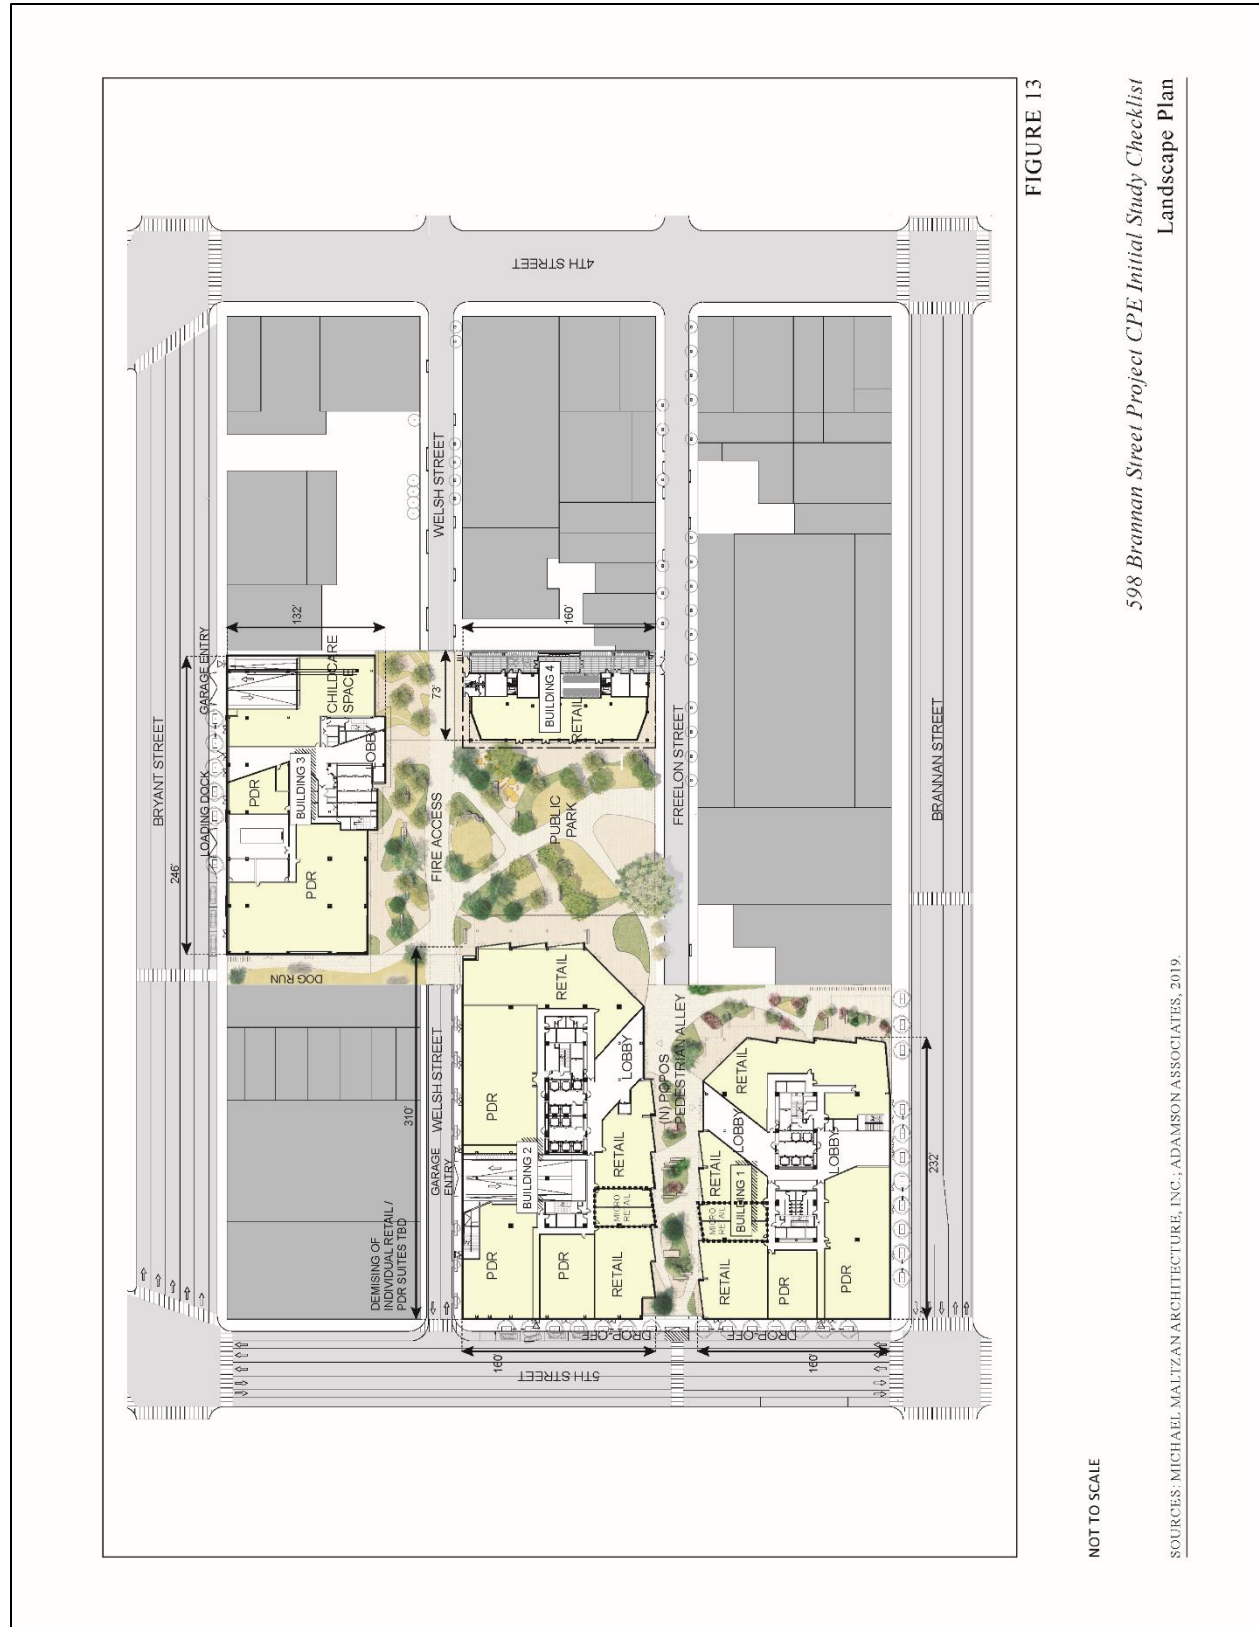 BRYANT STREET
246'
LOADING DOCK
GARAGE ENTRY
132'
PDR
PDR
BUILDING 3
CHILDCARE
SPACE
LOBBY
DOG RUN
DEMISING OF
INDIVIDUAL RETAIL /
PDR SUITES TBD
310'
GARAGE
ENTRY
WELSH STREET
FIRE ACCESS
WELSH STREET
73'
160'
5TH STREET
160'
DROP-OFF
PDR
PDR
RETAIL
BUILDING 2
MICRO
RETAIL
RETAIL
PDR
LOBBY
RETAIL
PUBLIC
PARK
RETAIL
BUILDING 4
4TH STREET
(N) POPOS
PEDESTRIAN ALLEY
FREELON STREET
160'
DROP-OFF
RETAIL
PDR
PDR
MICRO
RETAIL
BUILDING 1
RETAIL
LOBBY
LOBBY
RETAIL
232'
BRANNAN STREET
FIGURE 13
NOT TO SCALE
598 Brannan Street Project CPE Initial Study Checklist
Landscape Plan
SOURCES: MICHAEL MALTZAN ARCHITECTURE, INC.; ADAMSON ASSOCIATES, 2019.